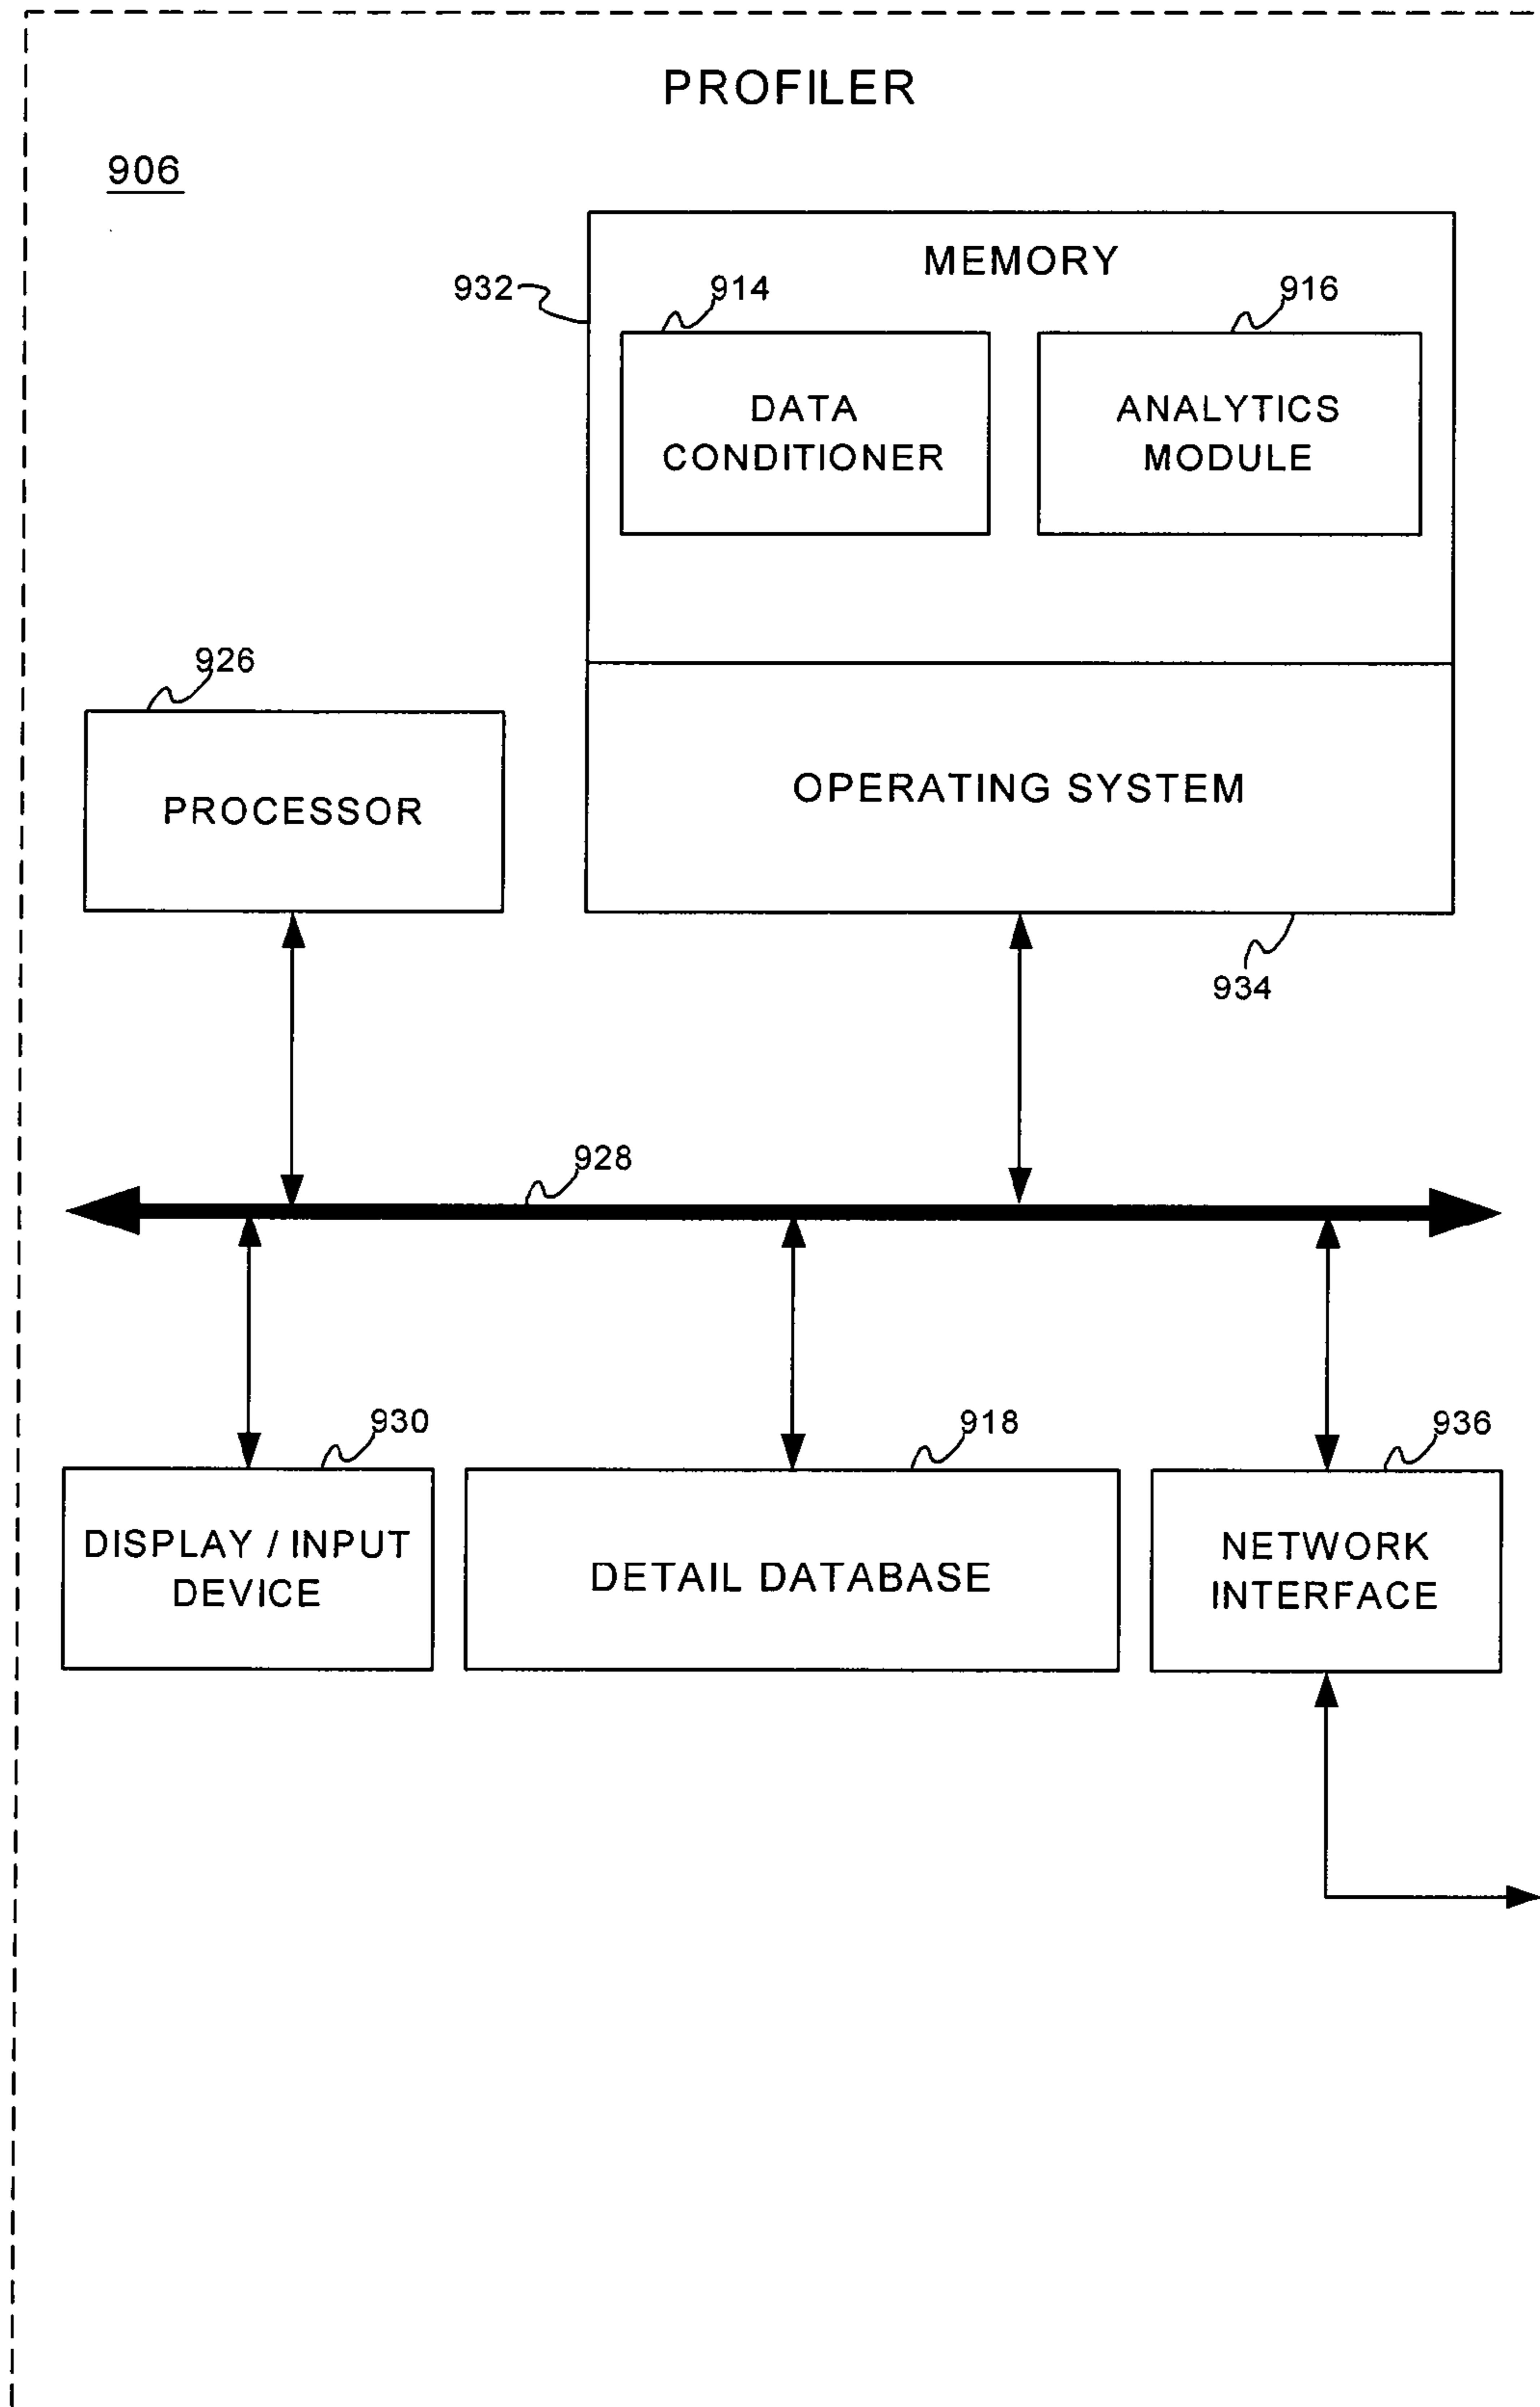 PROFILER
906
MEMORY
932
914
916
DATA
CONDITIONER
ANALYTICS
MODULE
926
PROCESSOR
OPERATING SYSTEM
934
928
930
918
936
DISPLAY / INPUT
DEVICE
DETAIL DATABASE
NETWORK
INTERFACE